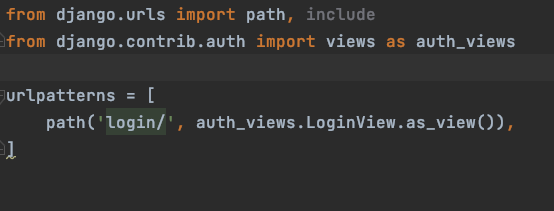 from django.urls import path, include
from django.contrib.auth import views as auth_views
urlpatterns = [
    path('login/', auth_views.LoginView.as_view()),
]